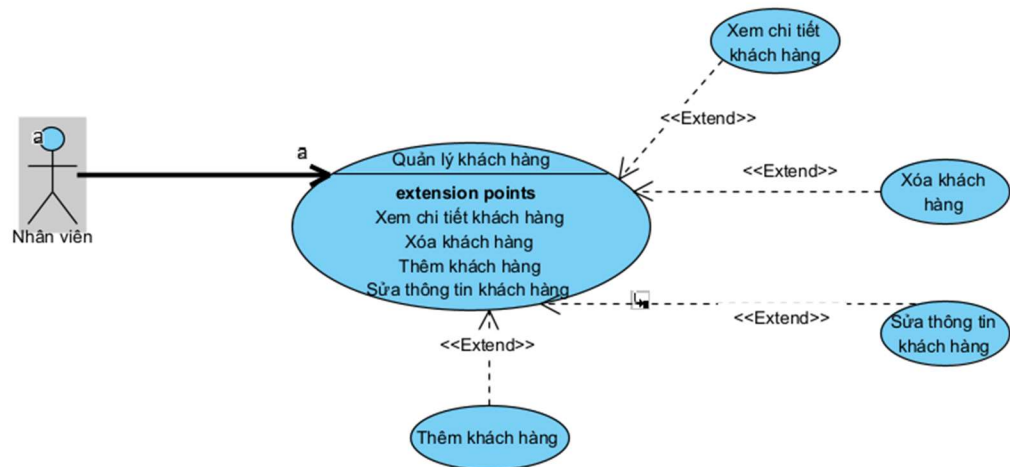 Xem chi tiết
khách hàng
<<Extend>>
a
a
Nhân viên
Quản lý khách hàng
extension points
Xem chi tiết khách hàng
Xóa khách hàng
Thêm khách hàng
Sửa thông tin khách hàng
<<Extend>>
Xóa khách
hàng
<<Extend>>
Sửa thông tin
khách hàng
<<Extend>>
Thêm khách hàng